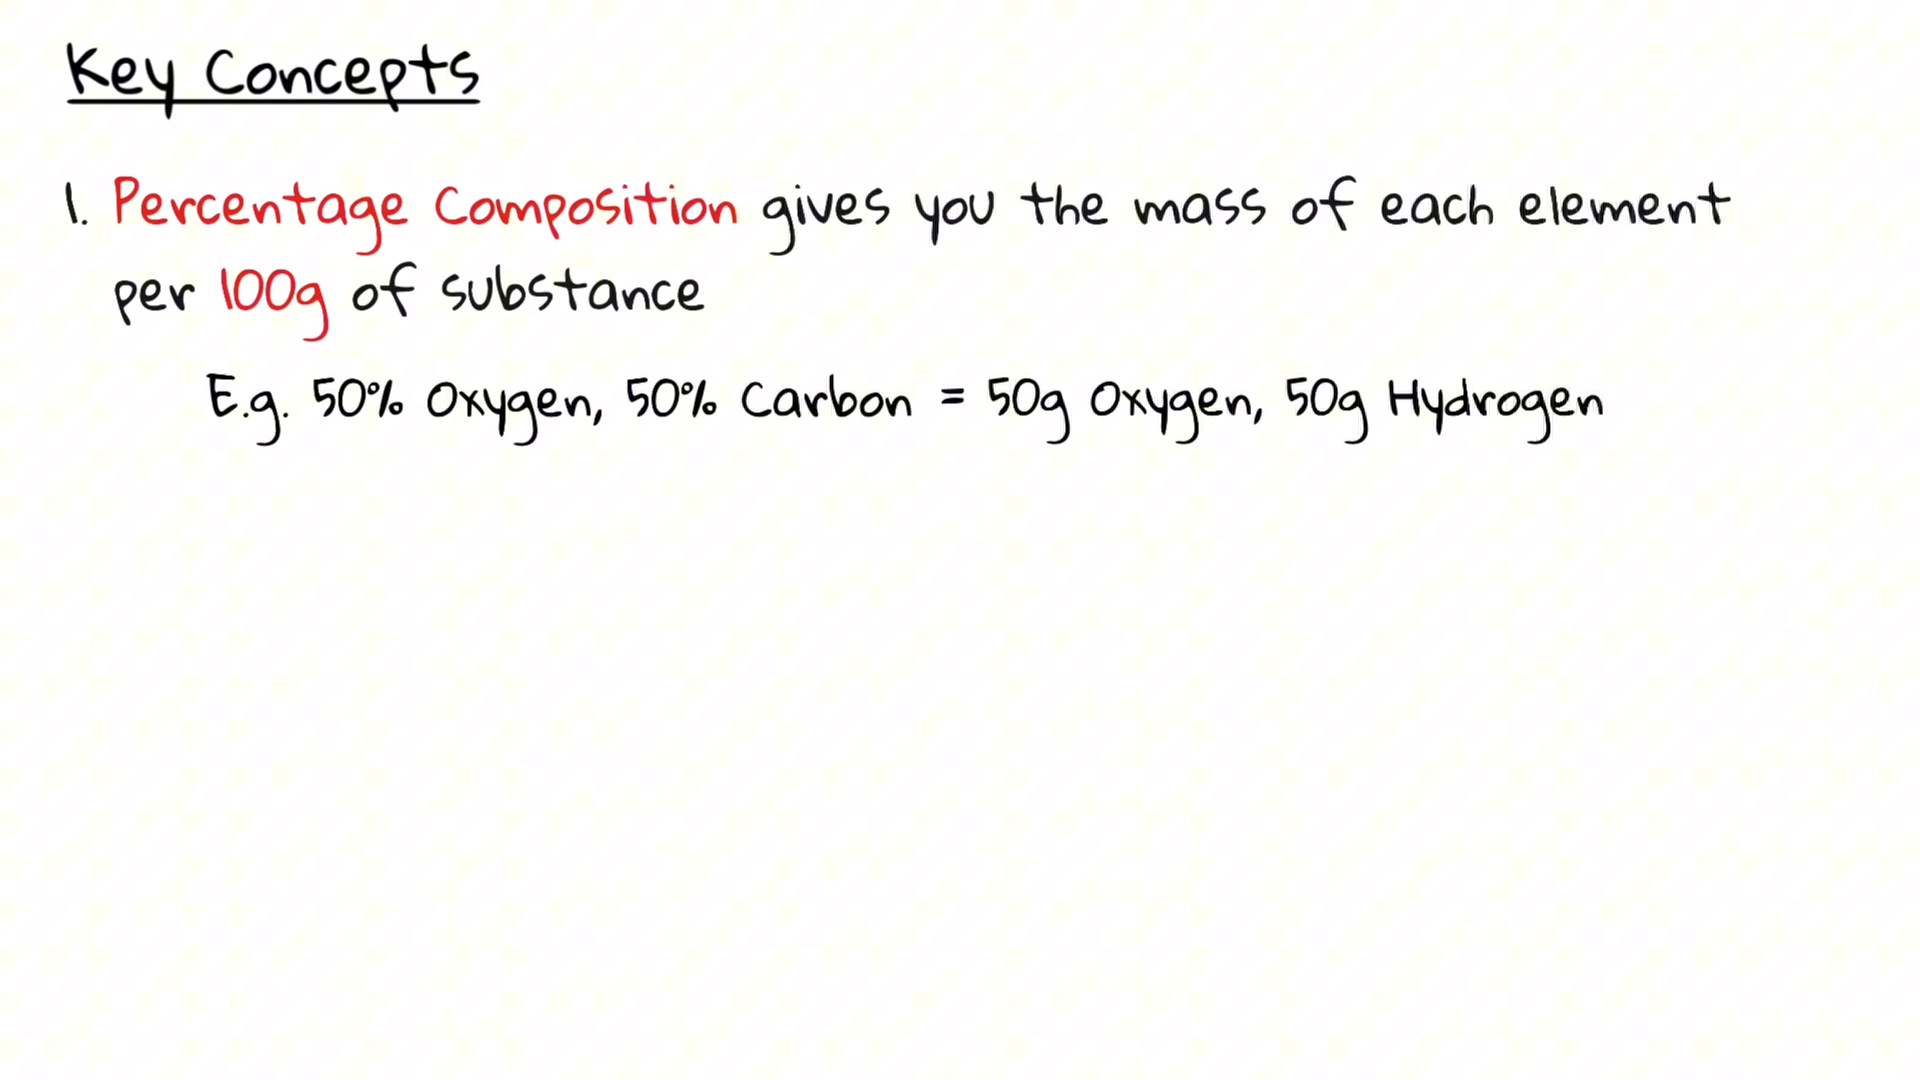 Key Concepts
1. Percentage Composition gives you the mass of each element
per 100g of substance
E.g. 50% Oxygen, 50% Carbon = 50g Oxygen, 50g Hydrogen